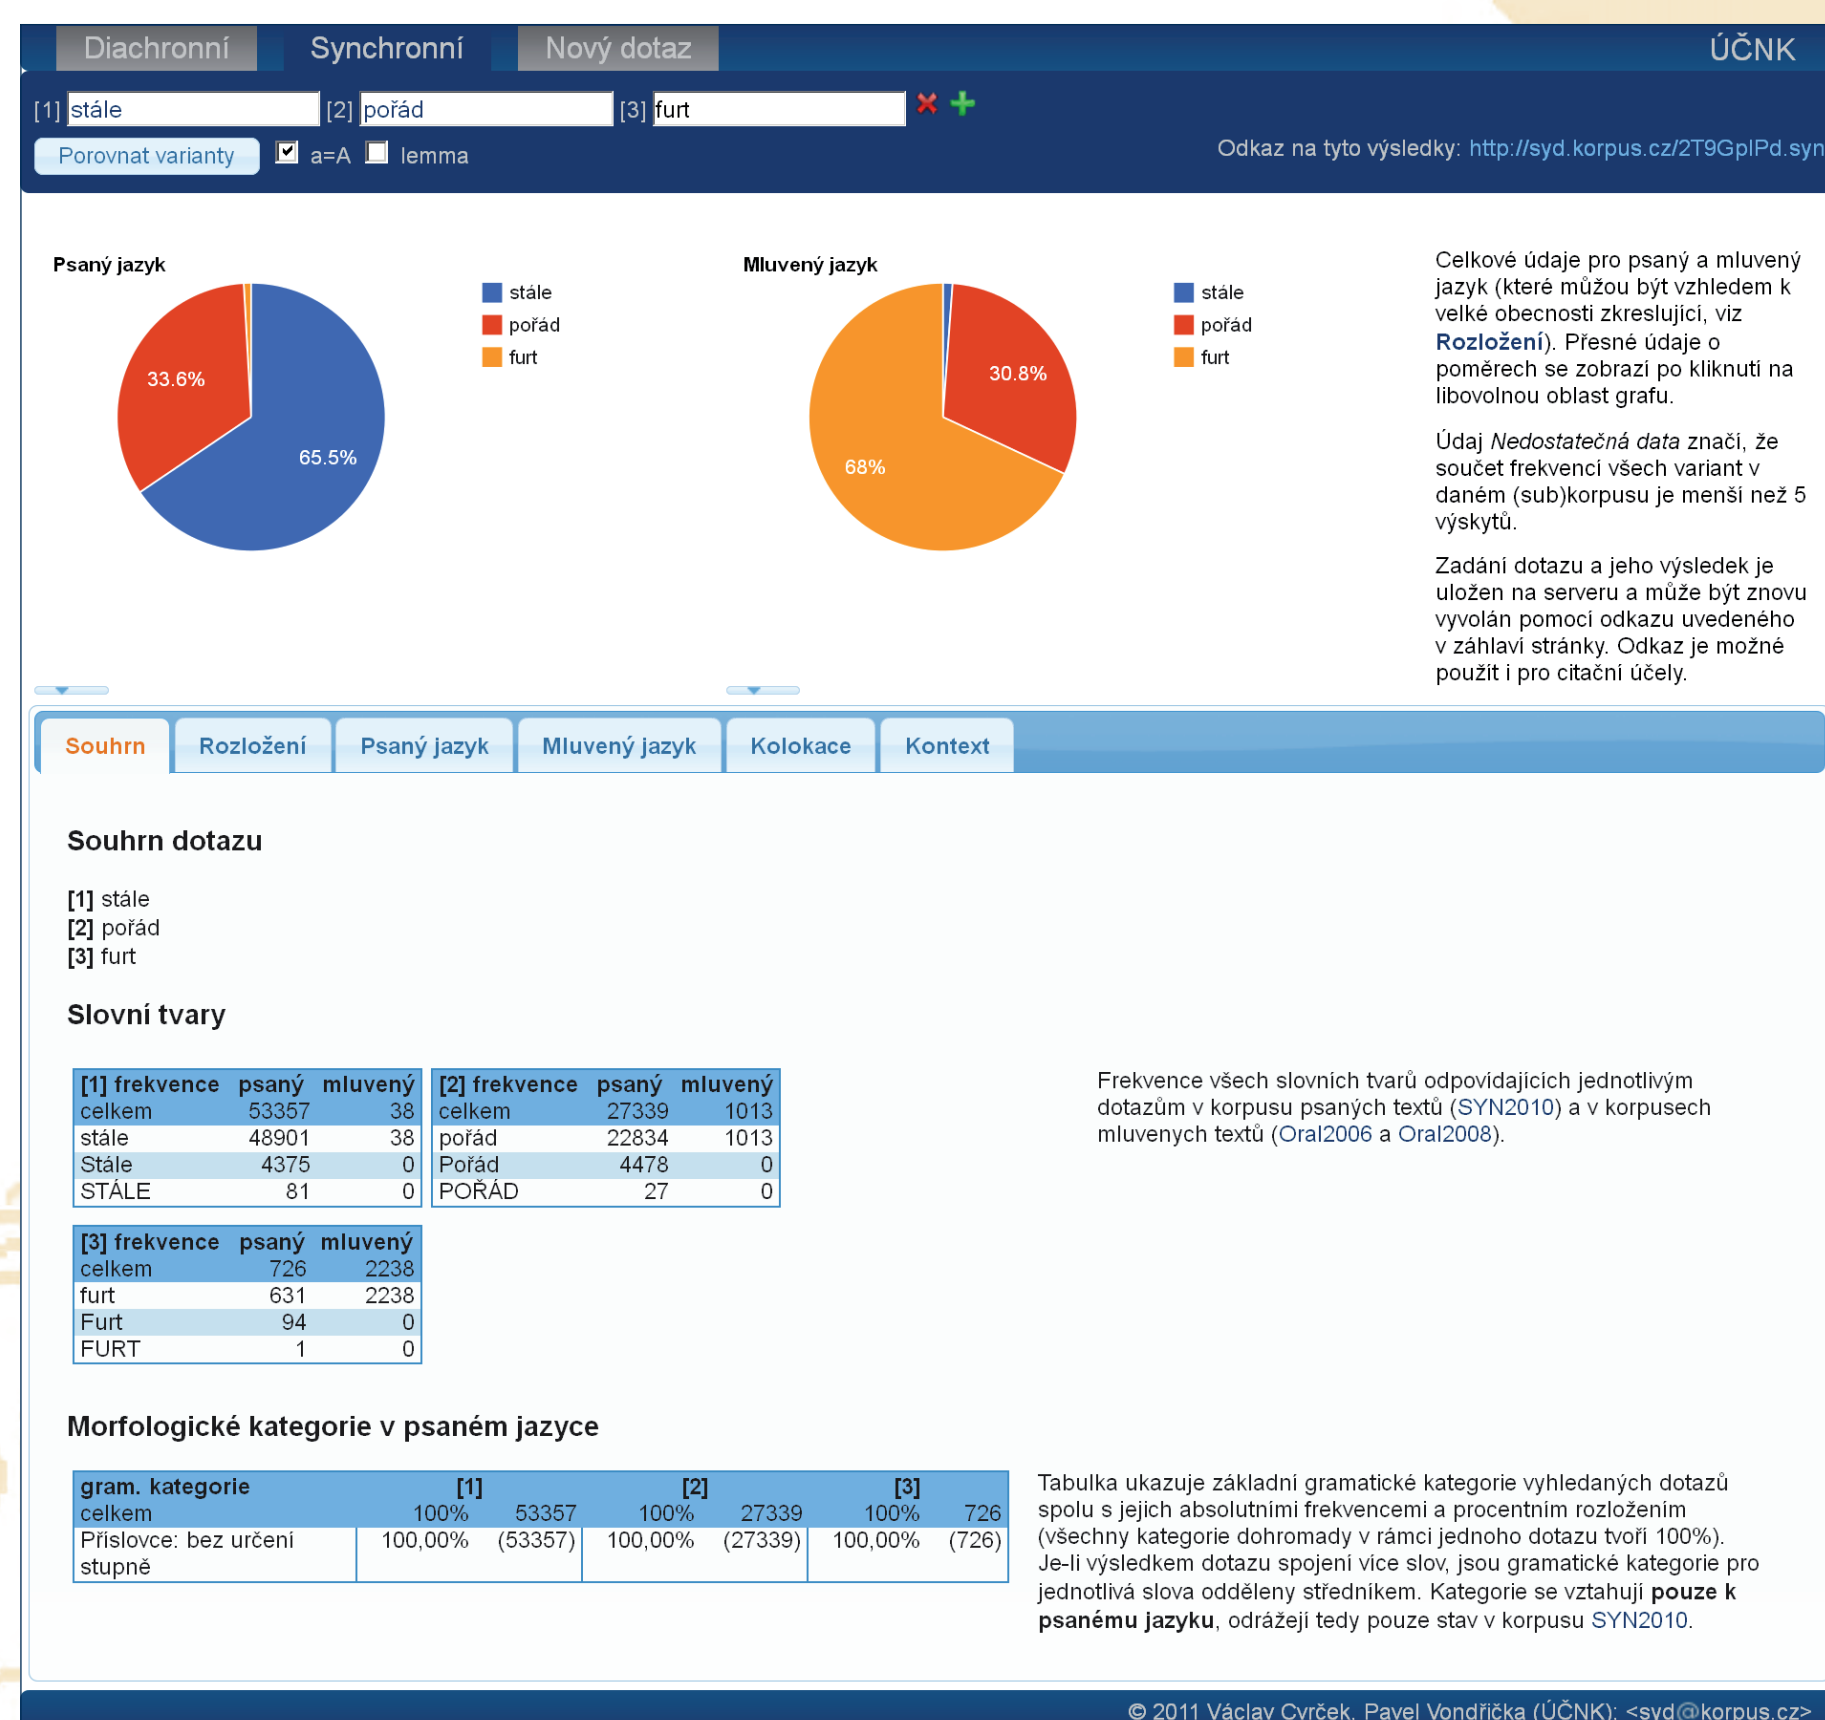 Diachronní Synchronní Nový dotaz ÚČNK
[1] stále [2] pořád [3] furt
Porovnat varianty a=A lemma Odkaz na tyto výsledky: http://syd.korpus.cz/2T9GpIPd.syn
Psaný jazyk
stále
pořád
furt
33.6%
65.5%
Mluvený jazyk
stále
pořád
furt
30.8%
68%
Celkové údaje pro psaný a mluvený
jazyk (které můžou být vzhledem k
velké obecnosti zkreslující, viz
Rozložení). Přesné údaje o
poměrech se zobrazí po kliknutí na
libovolnou oblast grafu.
Údaj Nedostatečná data značí, že
součet frekvencí všech variant v
daném (sub)korpusu je menší než 5
výskytů.
Zadání dotazu a jeho výsledek je
uložen na serveru a může být znovu
vyvolán pomocí odkazu uvedeného
v záhlaví stránky. Odkaz je možné
použít i pro citační účely.
Souhrn Rozložení Psaný jazyk Mluvený jazyk Kolokace Kontext
Souhrn dotazu
[1] stále
[2] pořád
[3] furt
Slovní tvary
[1] frekvence psaný mluvený
celkem 53357 38
stále 48901 38
Stále 4375 0
STÁLE 81 0
[2] frekvence psaný mluvený
celkem 27339 1013
pořád 22834 1013
Pořád 4478 0
POŘÁD 27 0
[3] frekvence psaný mluvený
celkem 726 2238
furt 631 2238
Furt 94 0
FURT 1 0
Frekvence všech slovních tvarů odpovídajících jednotlivým
dotazům v korpusu psaných textů (SYN2010) a v korpusech
mluvenych textů (Oral2006 a Oral2008).
Morfologické kategorie v psaném jazyce
gram. kategorie [1] [2] [3]
celkem 100% 53357 100% 27339 100% 726
Příslovce: bez určení 100,00% (53357) 100,00% (27339) 100,00% (726)
stupně
Tabulka ukazuje základní gramatické kategorie vyhledaných dotazů
spolu s jejich absolutními frekvencemi a procentním rozložením
(všechny kategorie dohromady v rámci jednoho dotazu tvoří 100%).
Je-li výsledkem dotazu spojení více slov, jsou gramatické kategorie pro
jednotlivá slova odděleny středníkem. Kategorie se vztahují pouze k
psanému jazyku, odrážejí tedy pouze stav v korpusu SYN2010.
© 2011 Václav Cvrček, Pavel Vondřička (ÚČNK); <syd@korpus.cz>